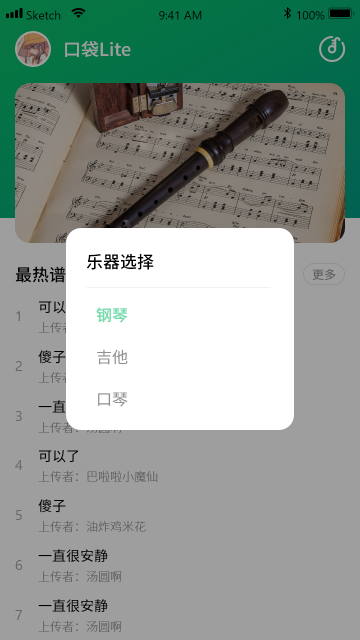 Sketch 9:41 AM 100%
口袋Lite
乐器选择
最热谱
更多
钢琴
1 可以
上传者
吉他
2 傻子
上传者
口琴
3 一直
上传者：汤圆啊
4 可以了
上传者：巴啦啦小魔仙
5 傻子
上传者：油炸鸡米花
6 一直很安静
上传者：汤圆啊
7 一直很安静
上传者：汤圆啊